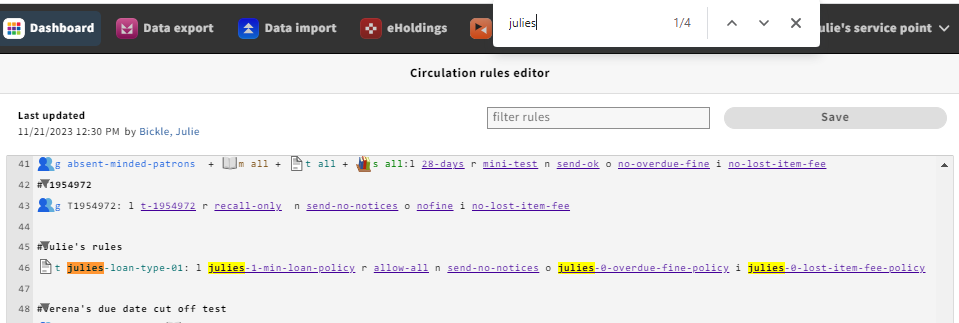 julies 1/4
Dashboard Data export Data import eHoldings ulie's service point
Circulation rules editor
Last updated
11/21/2023 12:30 PM by Bickle, Julie
filter rules
Save
41 g absent-minded-patrons + m all + t all + s all:l 28-days r mini-test n send-ok o no-overdue-fine i no-lost-item-fee
42 # 1954972
43 g T1954972: l t-1954972 r recall-only n send-no-notices o nofine i no-lost-item-fee
44
45 #Julie's rules
46 t julies-loan-type-01: l julies-1-min-loan-policy r allow-all n send-no-notices o julies-0-overdue-fine-policy i julies-0-lost-item-fee-policy
47
48 #Verena's due date cut off test